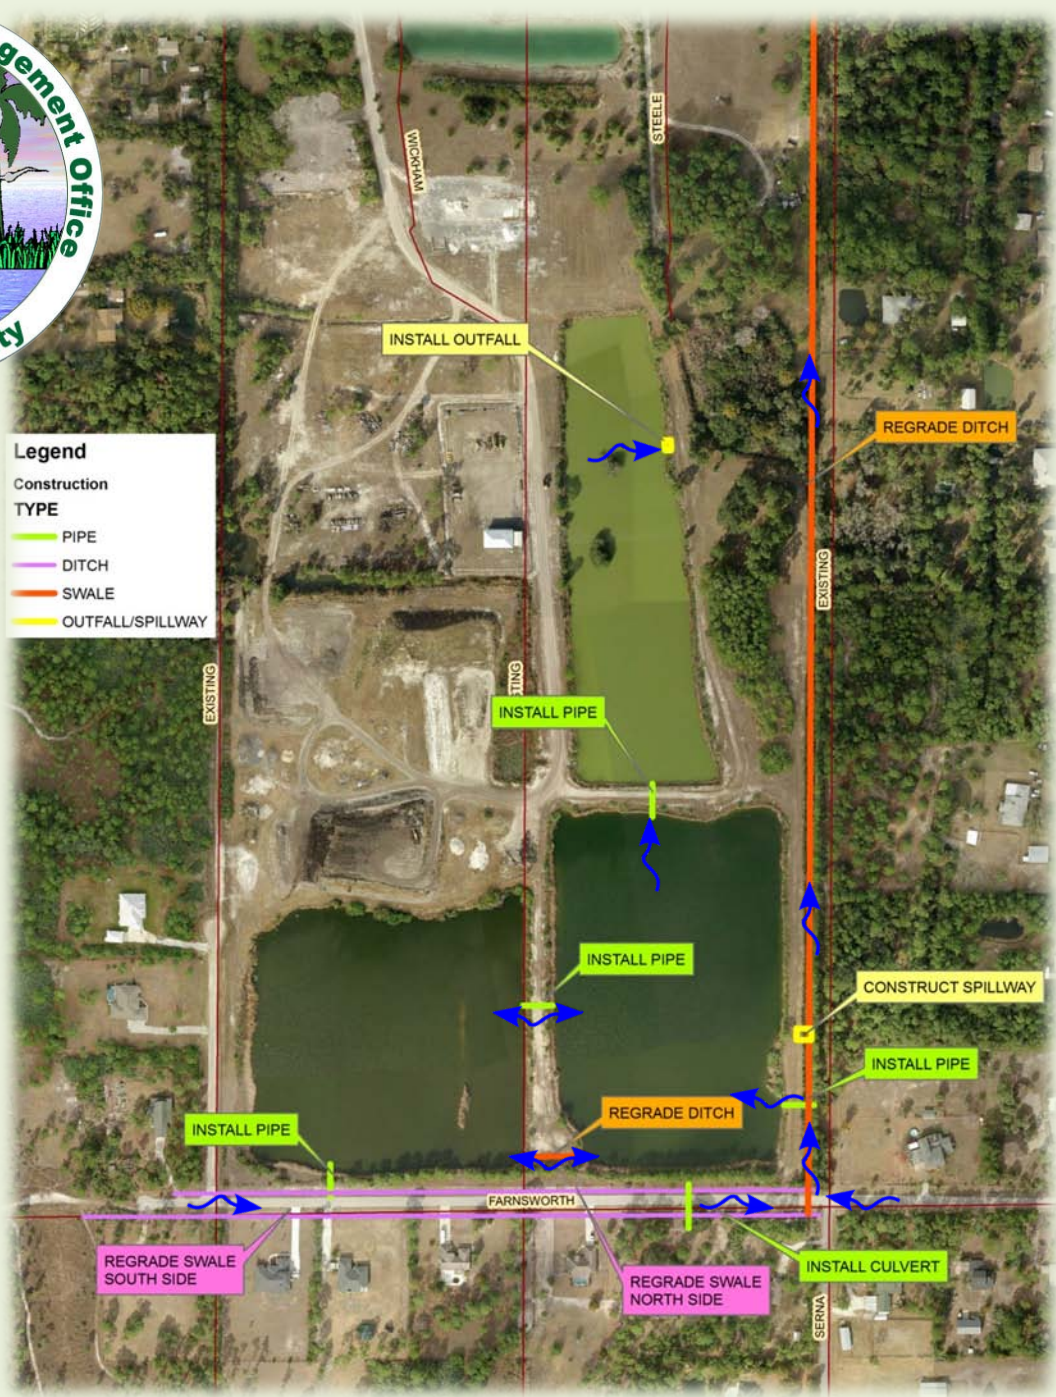 gement Office
ty
WICKHAM
STEELE
INSTALL OUTFALL
REGRADE DITCH
Legend
Construction
TYPE
PIPE
DITCH
SWALE
OUTFALL/SPILLWAY
EXISTING
EXISTING
TING
INSTALL PIPE
INSTALL PIPE
CONSTRUCT SPILLWAY
INSTALL PIPE
REGRADE DITCH
INSTALL PIPE
FARNSWORTH
REGRADE SWALE
SOUTH SIDE
REGRADE SWALE
NORTH SIDE
INSTALL CULVERT
SERNA